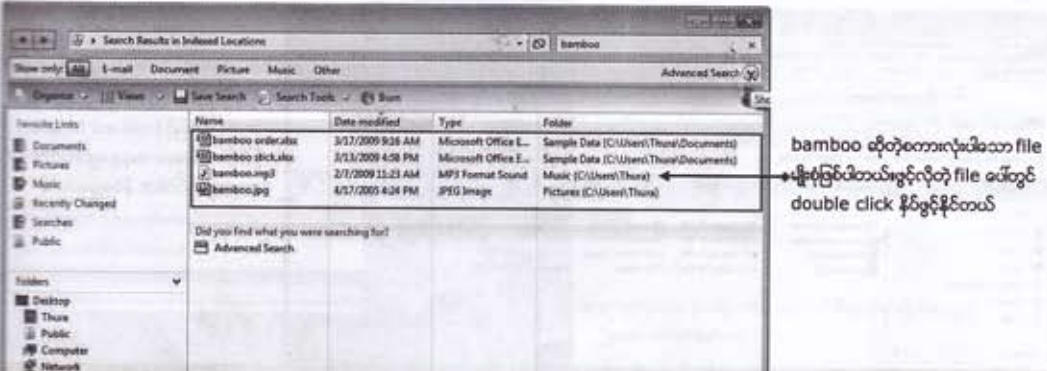 Search Results in Indexed Locations
bamboo
Show only: All E-mail Document Picture Music Other Advanced Search
Organize Views Save Search Search Tools Burn
Favorite Links
Documents
Pictures
Music
Recently Changed
Searches
Public
Folders
Desktop
Thura
Public
Computer
Network
Name Date modified Type Folder
bamboo order.xlsx 3/17/2009 9:16 AM Microsoft Office E... Sample Data (C:\Users\Thura\Documents)
bamboo stick.xlsx 3/13/2009 4:58 PM Microsoft Office E... Sample Data (C:\Users\Thura\Documents)
bamboo.mp3 2/7/2009 11:23 AM MP3 Format Sound Music (C:\Users\Thura)
bamboo.jpg 4/17/2005 4:24 PM JPEG Image Pictures (C:\Users\Thura)
Did you find what you were searching for?
Advanced Search
bamboo ဆိုတဲ့စကားလုံးပါသော file
မျိုးစုံဖြစ်ပါတယ်။ဖွင့်လိုတဲ့ file ပေါ်တွင်
double click နှိပ်ဖွင့်နိုင်တယ်